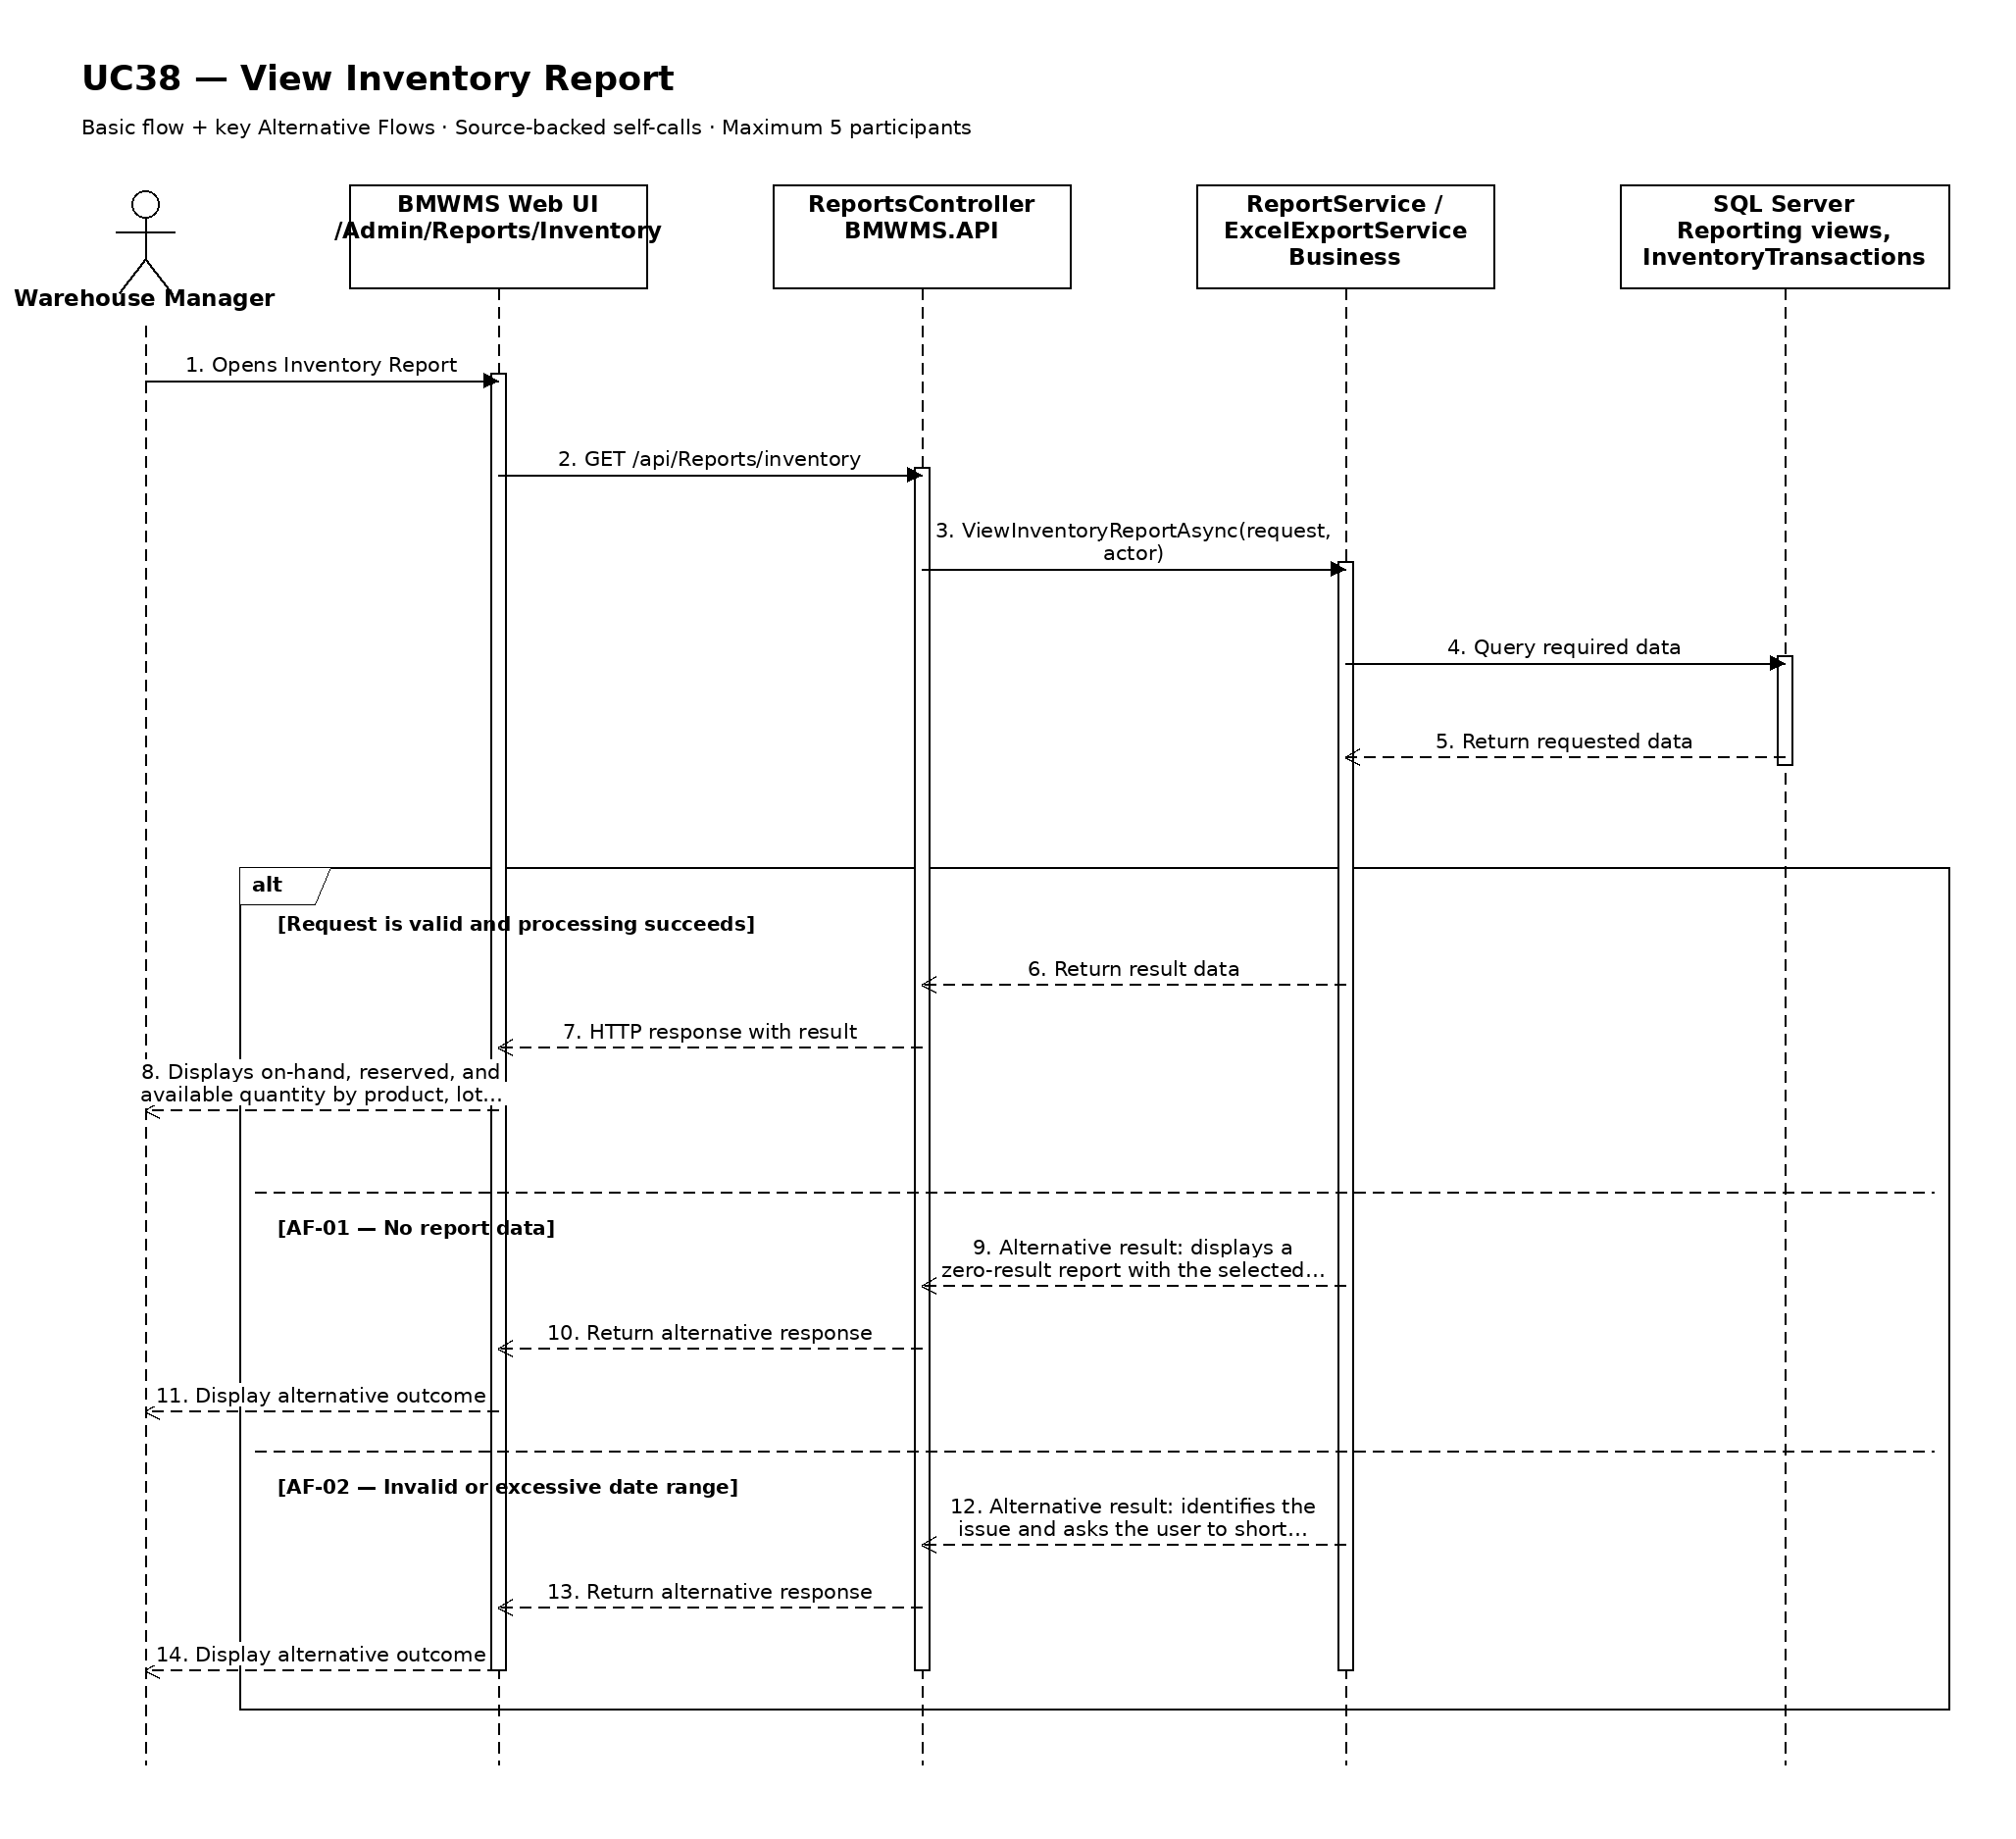 UC38 — View Inventory Report
Basic flow + key Alternative Flows · Source-backed self-calls · Maximum 5 participants
Warehouse Manager
BMWMS Web UI
/Admin/Reports/Inventory
ReportsController
BMWMS.API
ReportService /
ExcelExportService
Business
SQL Server
Reporting views,
InventoryTransactions
1. Opens Inventory Report
2. GET /api/Reports/inventory
3. ViewInventoryReportAsync(request,
actor)
4. Query required data
5. Return requested data
alt
[Request is valid and processing succeeds]
6. Return result data
7. HTTP response with result
8. Displays on-hand, reserved, and
available quantity by product, lot...
[AF-01 — No report data]
9. Alternative result: displays a
zero-result report with the selected...
10. Return alternative response
11. Display alternative outcome
[AF-02 — Invalid or excessive date range]
12. Alternative result: identifies the
issue and asks the user to short...
13. Return alternative response
14. Display alternative outcome